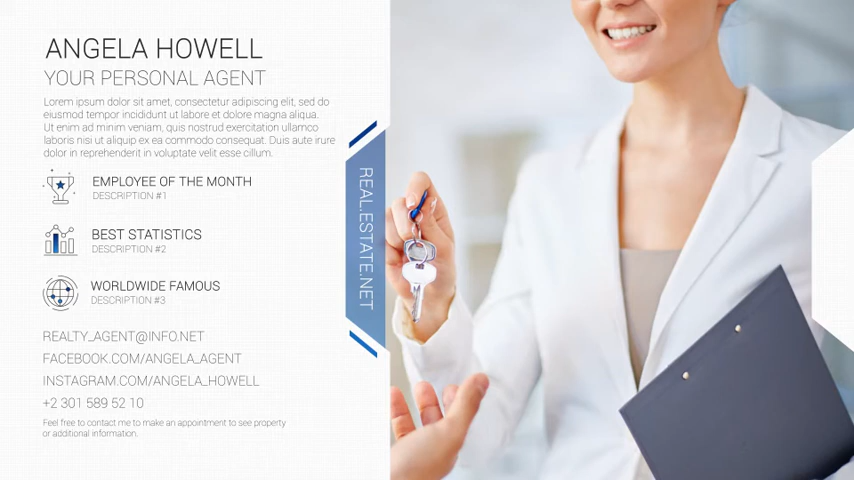 ANGELA HOWELL
YOUR PERSONAL AGENT
Lorem ipsum dolor sit amet, consectetur adipiscing elit, sed do
eiusmod tempor incididunt ut labore et dolore magna aliqua.
Ut enim ad minim veniam, quis nostrud exercitation ullamco
laboris nisi ut aliquip ex ea commodo consequat. Duis aute irure
dolor in reprehenderit in voluptate velit esse cillum.
EMPLOYEE OF THE MONTH
DESCRIPTION #1
BEST STATISTICS
DESCRIPTION #2
WORLDWIDE FAMOUS
DESCRIPTION #3
REALTY_AGENT@INFO.NET
FACEBOOK.COM/ANGELA_AGENT
INSTAGRAM.COM/ANGELA_HOWELL
+2 301 589 52 10
Feel free to contact me to make an appointment to see property
or additional information.
REAL.ESTATE.NET